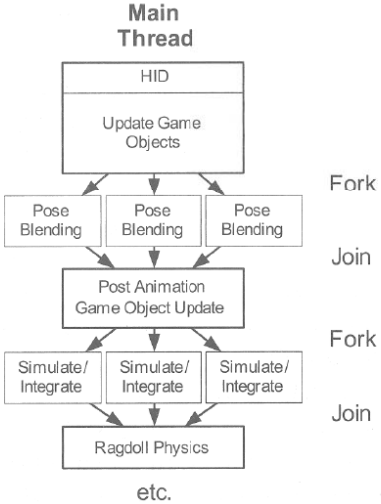 Main
Thread
HID
Update Game
Objects
Fork
Pose
Blending
Pose
Blending
Pose
Blending
Join
Post Animation
Game Object Update
Fork
Simulate/
Integrate
Simulate/
Integrate
Simulate/
Integrate
Join
Ragdoll Physics
etc.